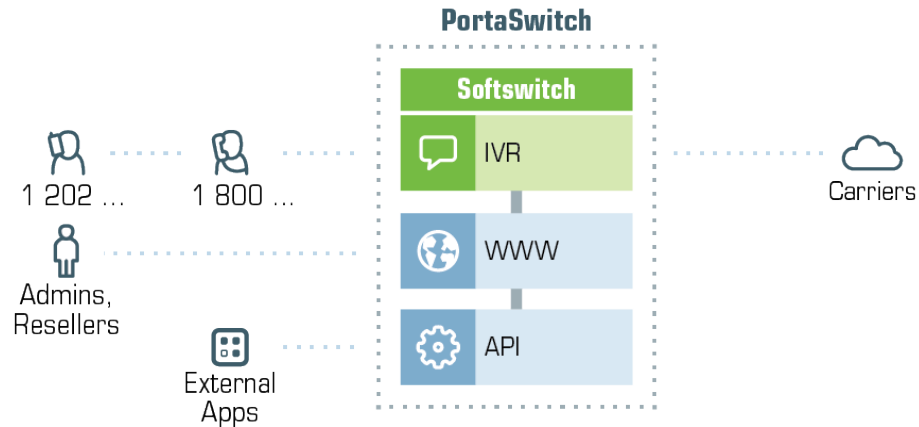 PortaSwitch
Softswitch
IVR
1 202 ...
1 800 ...
Carriers
WWW
Admins,
Resellers
API
External
Apps